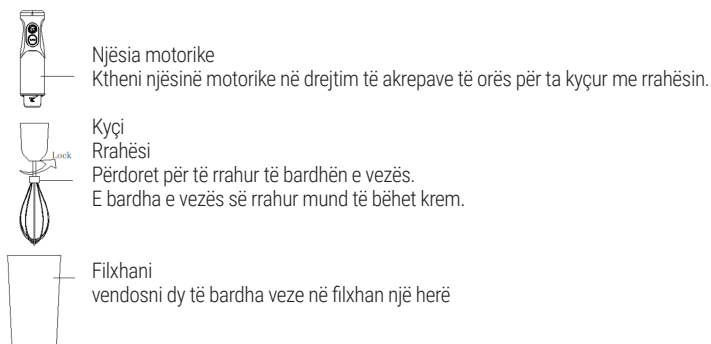 Njësia motorike
Ktheni njësinë motorike në drejtim të akrepave të orës për ta kyçur me rrahësin.
Kyçi
Lock
Rrahësi
Përdoret për të rrahur të bardhën e vezës.
E bardha e vezës së rrahur mund të bëhet krem.
Filxhani
vendosni dy të bardha veze në filxhan një herë